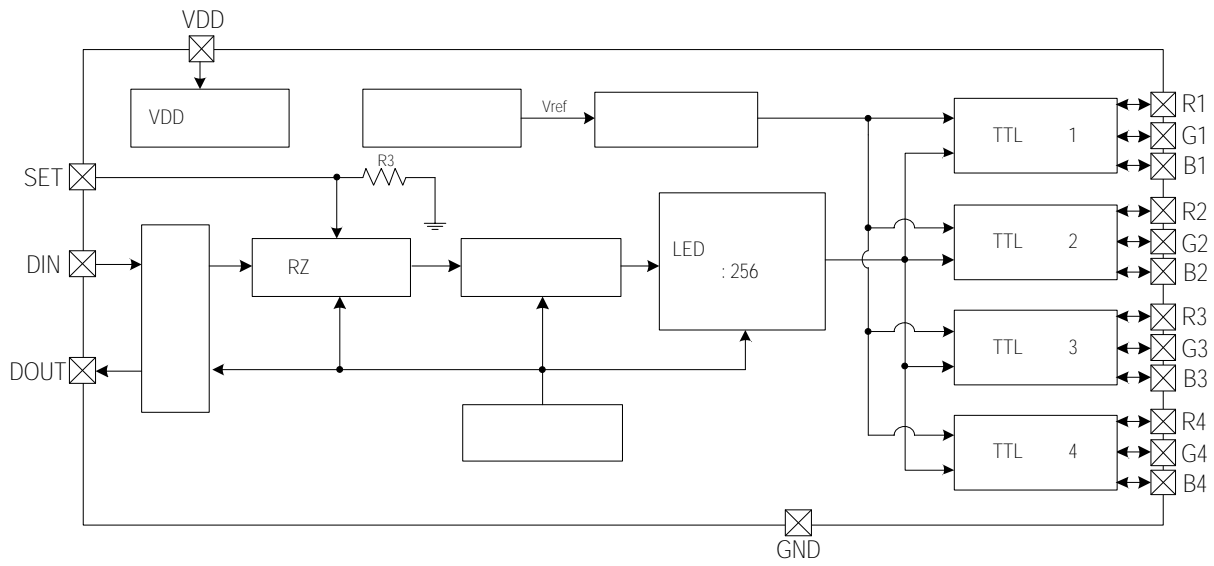 VDD
VDD
Vref
TTL 1
R1
G1
B1
SET
R3
TTL 2
R2
G2
B2
DIN
RZ
LED
: 256
DOUT
TTL 3
R3
G3
B3
TTL 4
R4
G4
B4
GND